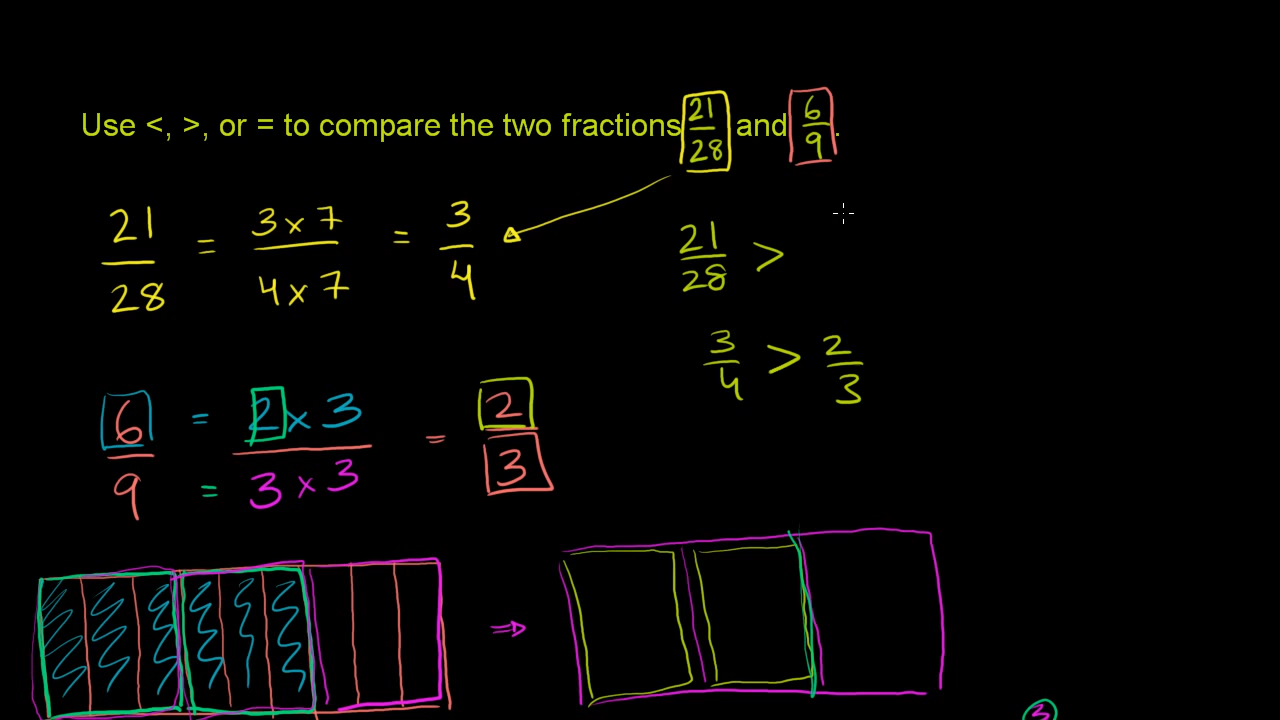 Use <, >, or = to compare the two fractions 21/28 and 6/9.
21/28 = 3 x 7/4 x 7 = 3/4
21/28 >
3/4 > 2/3
6/9 = 2 x 3/3 x 3 = 2/3
=
⇒
3